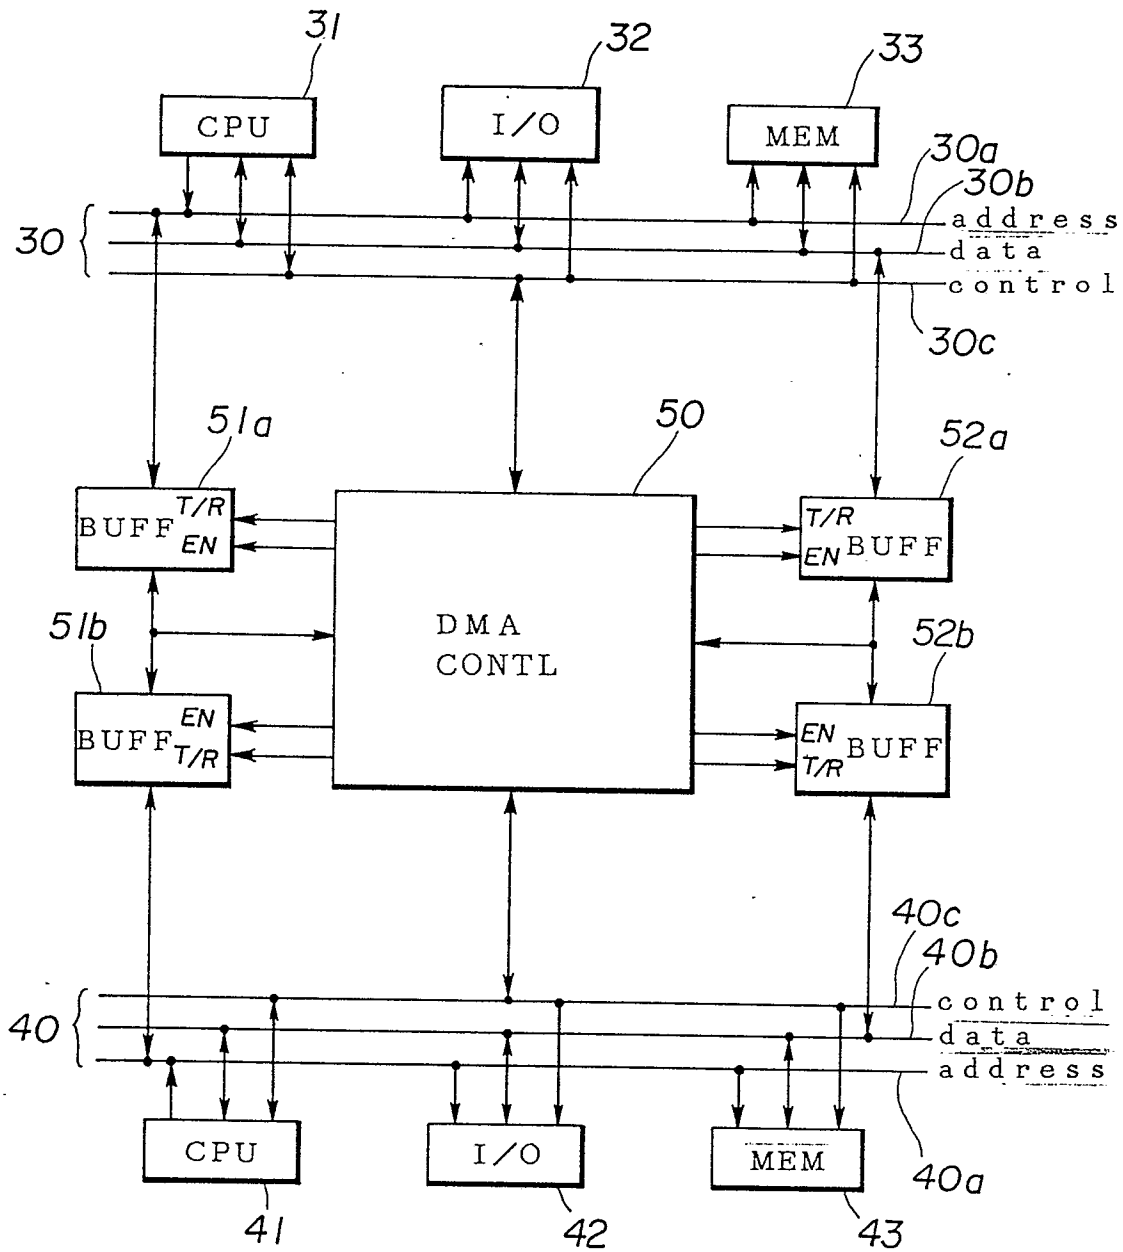 31
32
33
CPU
I/O
MEM
30a
30b
30
address
data
control
30c
51a
50
52a
T/R
BUFF
EN
T/R
EN
BUFF
DMA
CONTL
51b
52b
EN
BUFF
T/R
EN
BUFF
T/R
40c
40b
40
control
data
address
CPU
I/O
MEM
40a
41
42
43